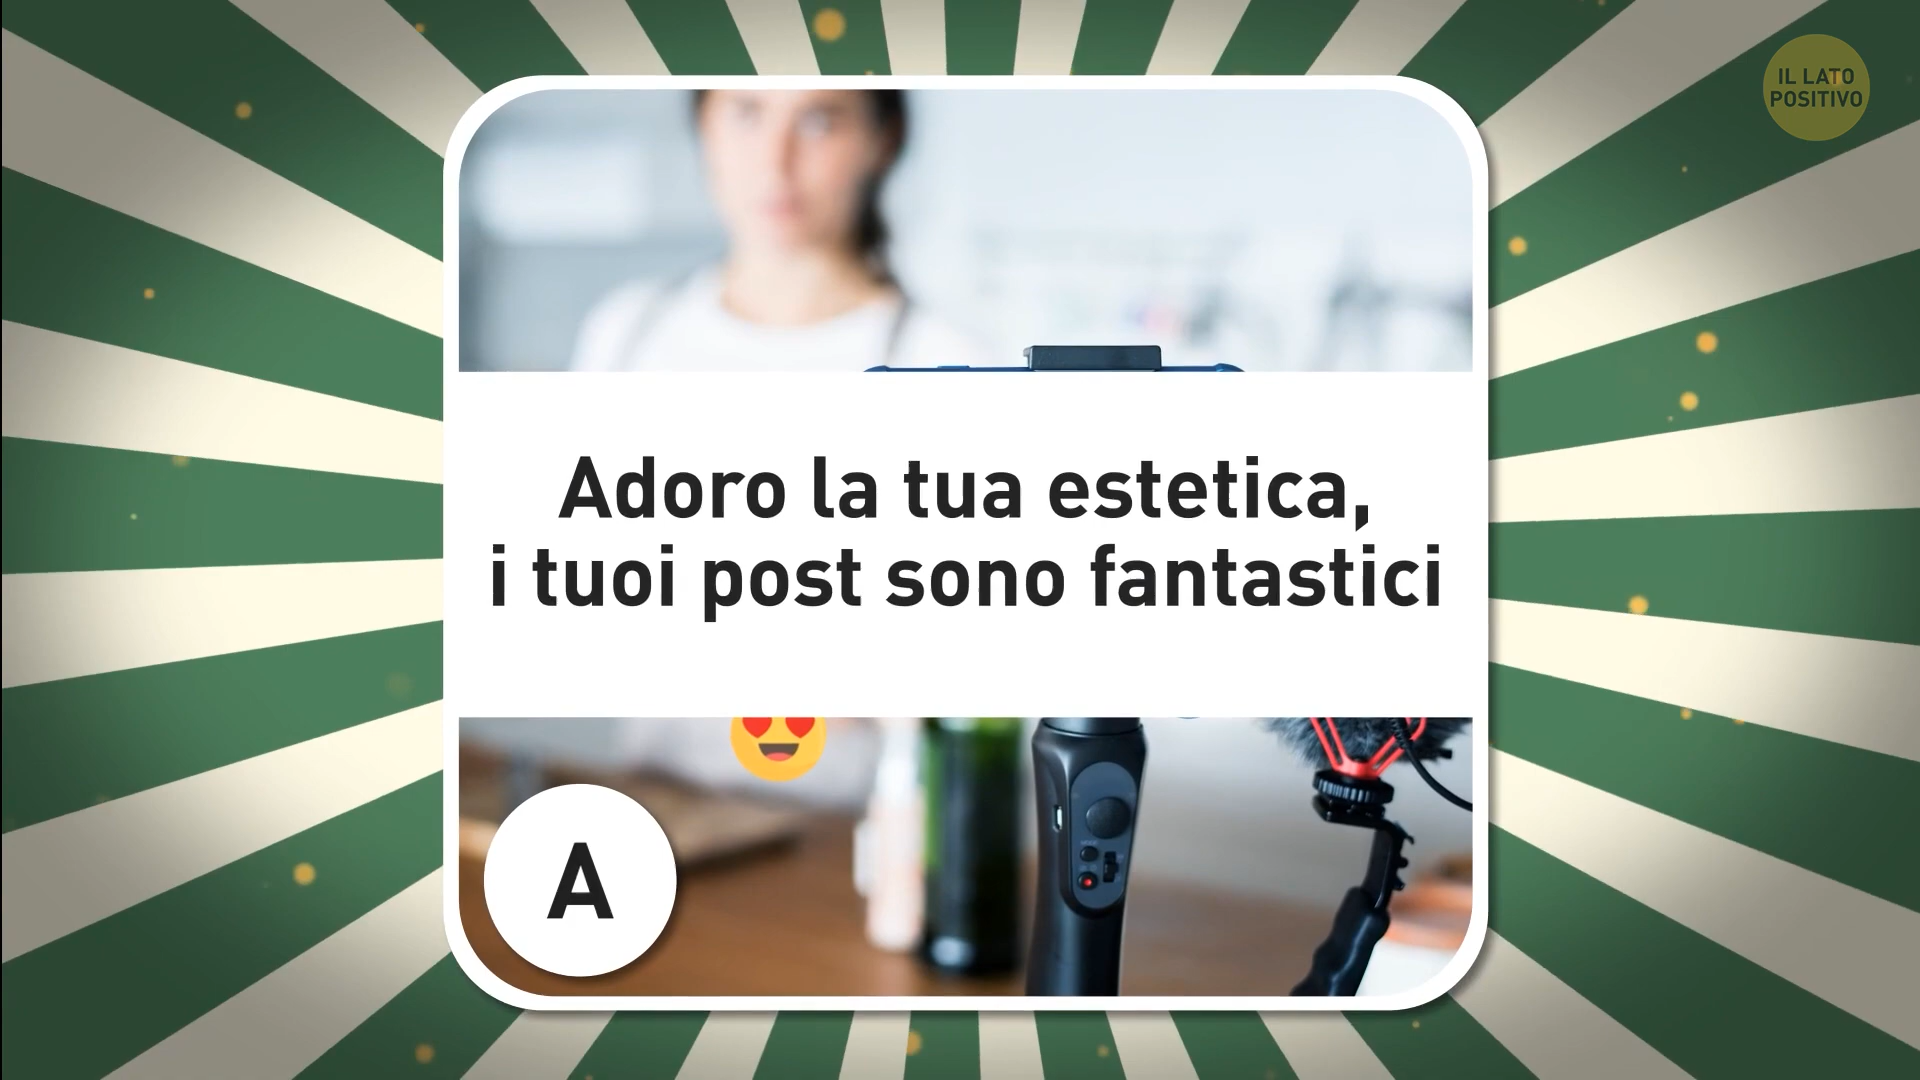 IL LATO
POSITIVO
Adoro la tua estetica,
i tuoi post sono fantastici
A